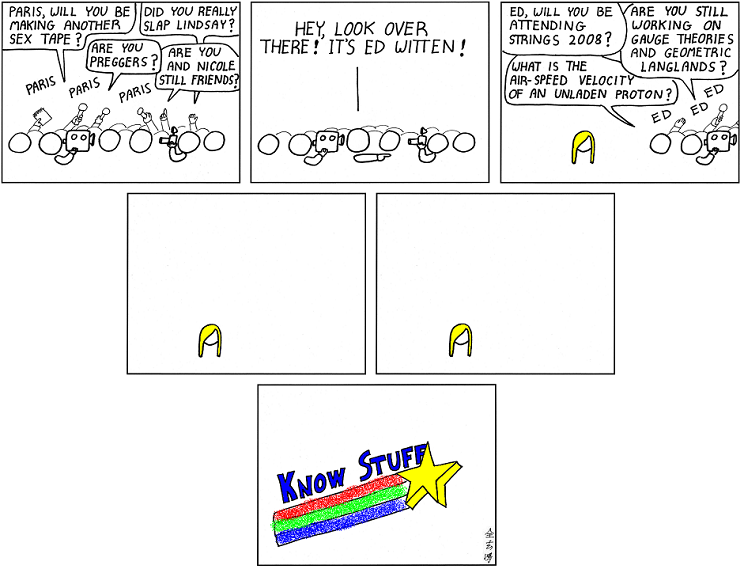 PARIS, WILL YOU BE
MAKING ANOTHER
SEX TAPE?
DID YOU REALLY
SLAP LINDSAY?
ARE YOU
PREGGERS?
ARE YOU
AND NICOLE
STILL FRIENDS?
PARIS
PARIS
PARIS
HEY, LOOK OVER
THERE! IT'S ED WITTEN!
ED, WILL YOU BE
ATTENDING
STRINGS 2008?
ARE YOU STILL
WORKING ON
GAUGE THEORIES
AND GEOMETRIC
LANGLANDS?
WHAT IS THE
AIR-SPEED VELOCITY
OF AN UNLADEN PROTON?
ED
ED
ED
KNOW STUFF